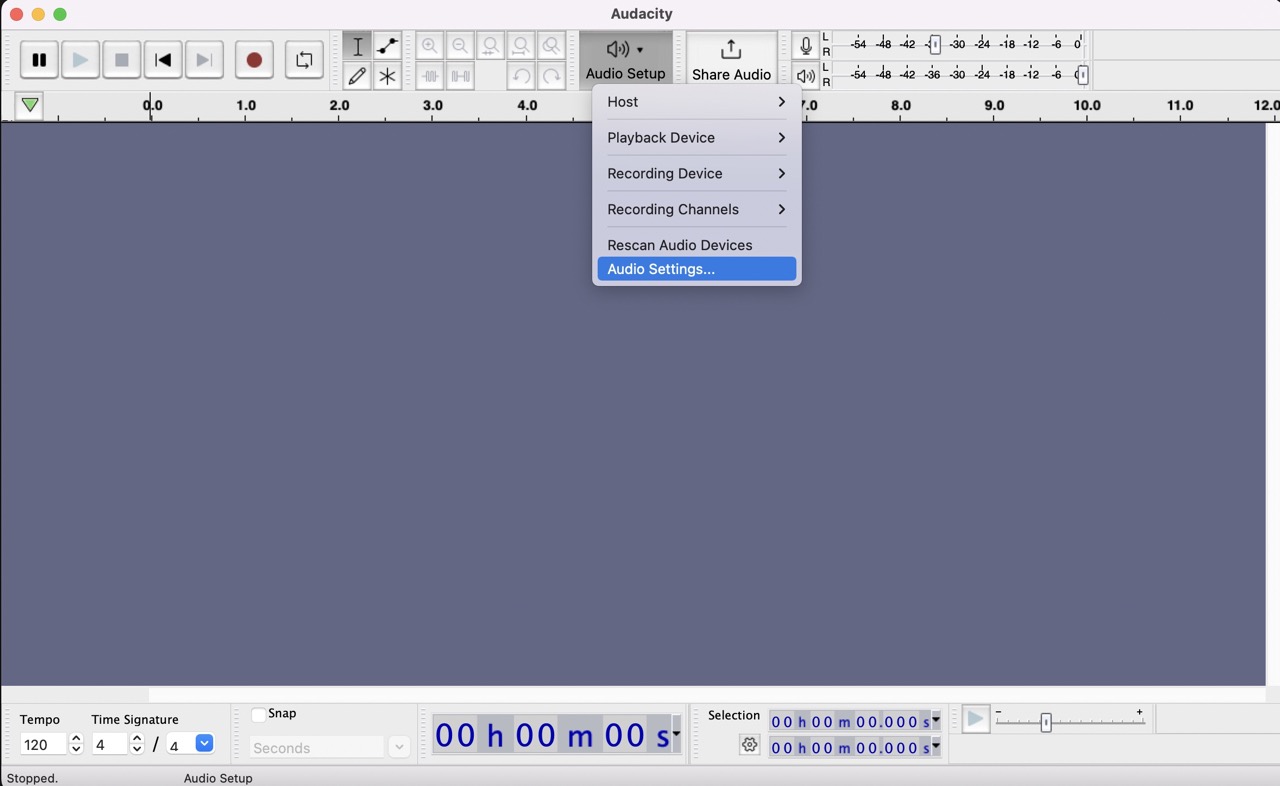 Audacity
Audio Setup
Share Audio
L
R
-54 -48 -42 -30 -24 -18 -12 -6 0
L
R
-54 -48 -42 -36 -30 -24 -18 -12 -6
0.0 1.0 2.0 3.0 4.0 7.0 8.0 9.0 10.0 11.0 12.0
Host
Playback Device
Recording Device
Recording Channels
Rescan Audio Devices
Audio Settings...
Tempo
120
Time Signature
4 / 4
Snap
Seconds
00 h 00 m 00 s
Selection
00 h 00 m 00.000 s
00 h 00 m 00.000 s
- +
Stopped.
Audio Setup